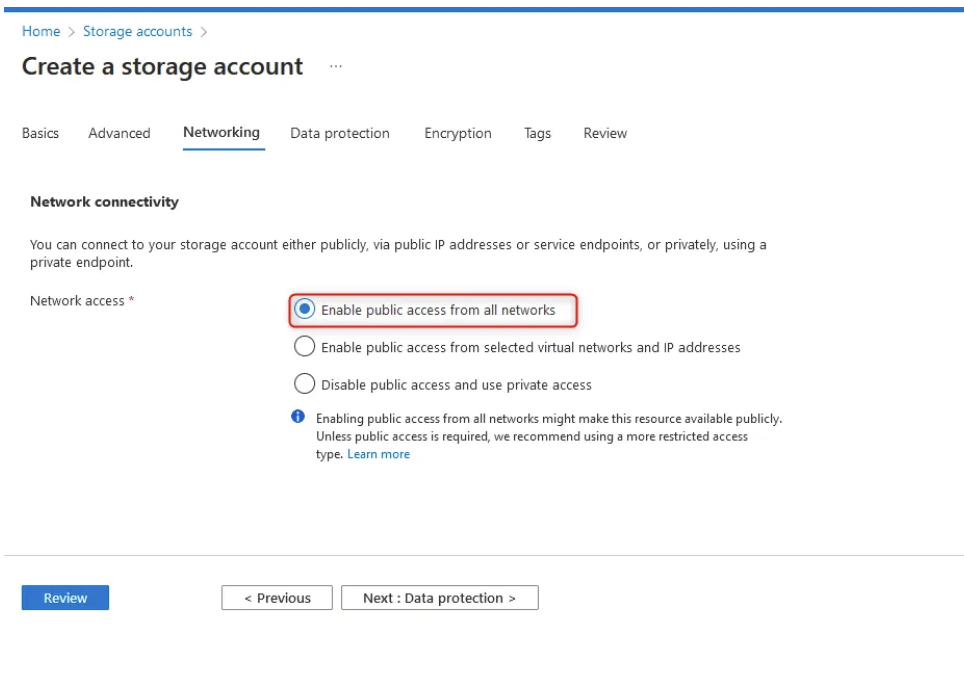 Home > Storage accounts >
Create a storage account ...
Basics Advanced Networking Data protection Encryption Tags Review
Network connectivity
You can connect to your storage account either publicly, via public IP addresses or service endpoints, or privately, using a
private endpoint.
Network access *
Enable public access from all networks
Enable public access from selected virtual networks and IP addresses
Disable public access and use private access
Enabling public access from all networks might make this resource available publicly.
Unless public access is required, we recommend using a more restricted access
type. Learn more
Review < Previous Next : Data protection >